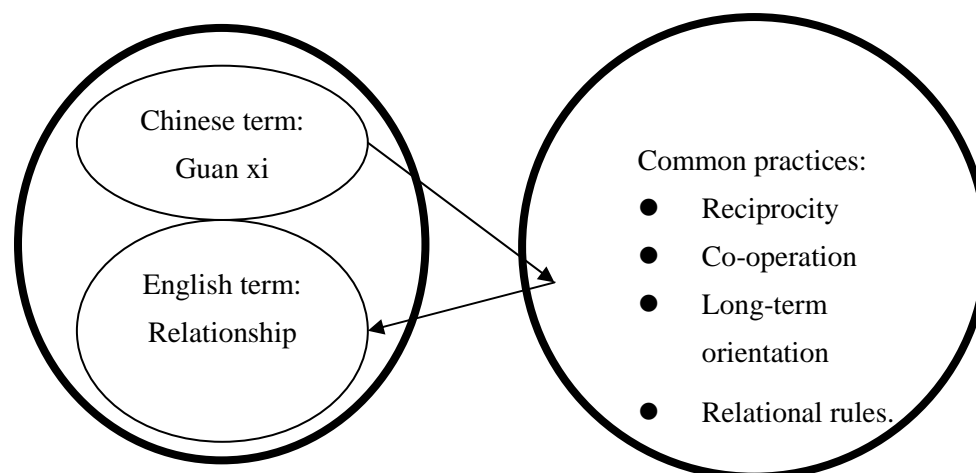 Chinese term:
Guan xi
English term:
Relationship
Common practices:
● Reciprocity
● Co-operation
● Long-term
orientation
● Relational rules.